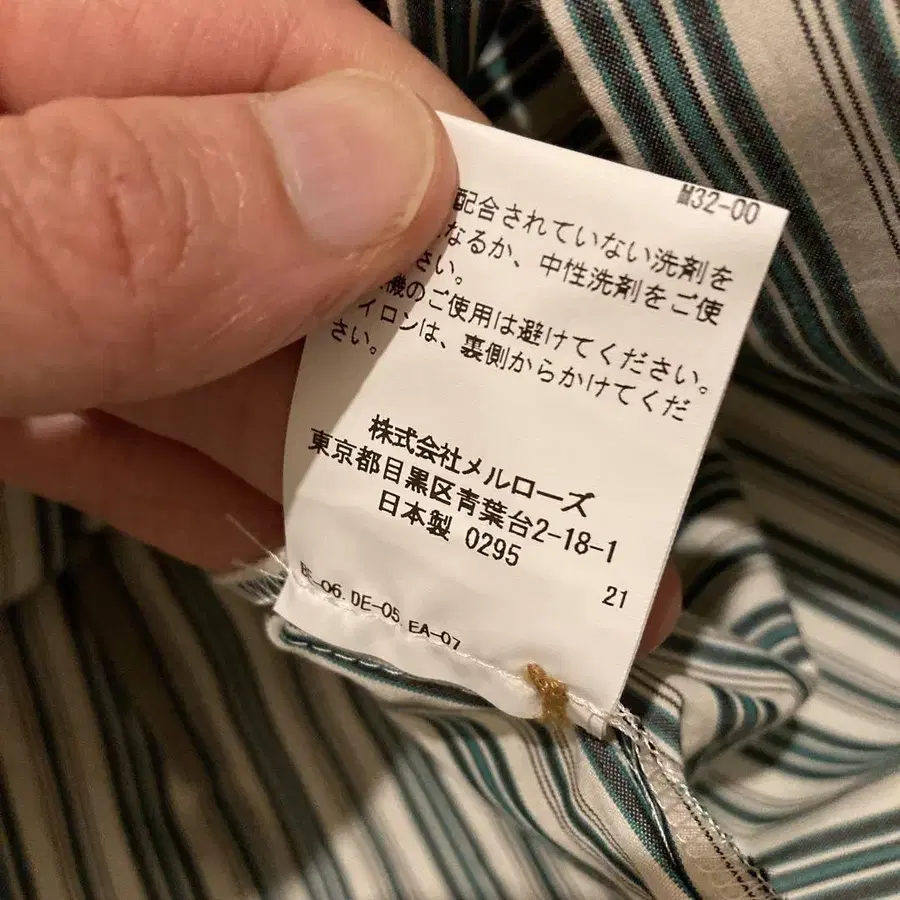 M32-00
配合されていない洗剤を
なるか、中性洗剤をご使
さい。
機のご使用は避けてください。
イロンは、裏側からかけてくだ
さい。
株式会社メルローズ
東京都目黒区青葉台2-18-1
日本製 0295
21
-06.DE-05.EA-07